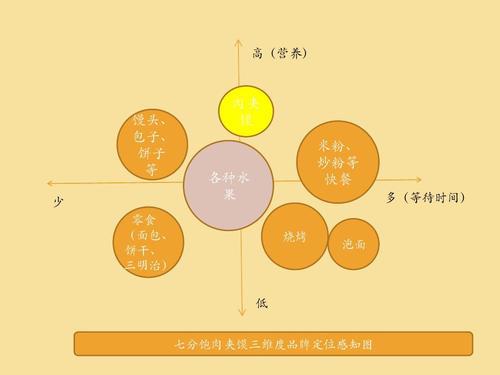 高（营养）
肉夹
馍
馒头、
包子、
饼子
等
米粉、
炒粉等
快餐
各种水
果
少
多（等待时间）
零食
（面包、
饼干、
三明治）
烧烤
泡面
低
七分饱肉夹馍三维度品牌定位感知图